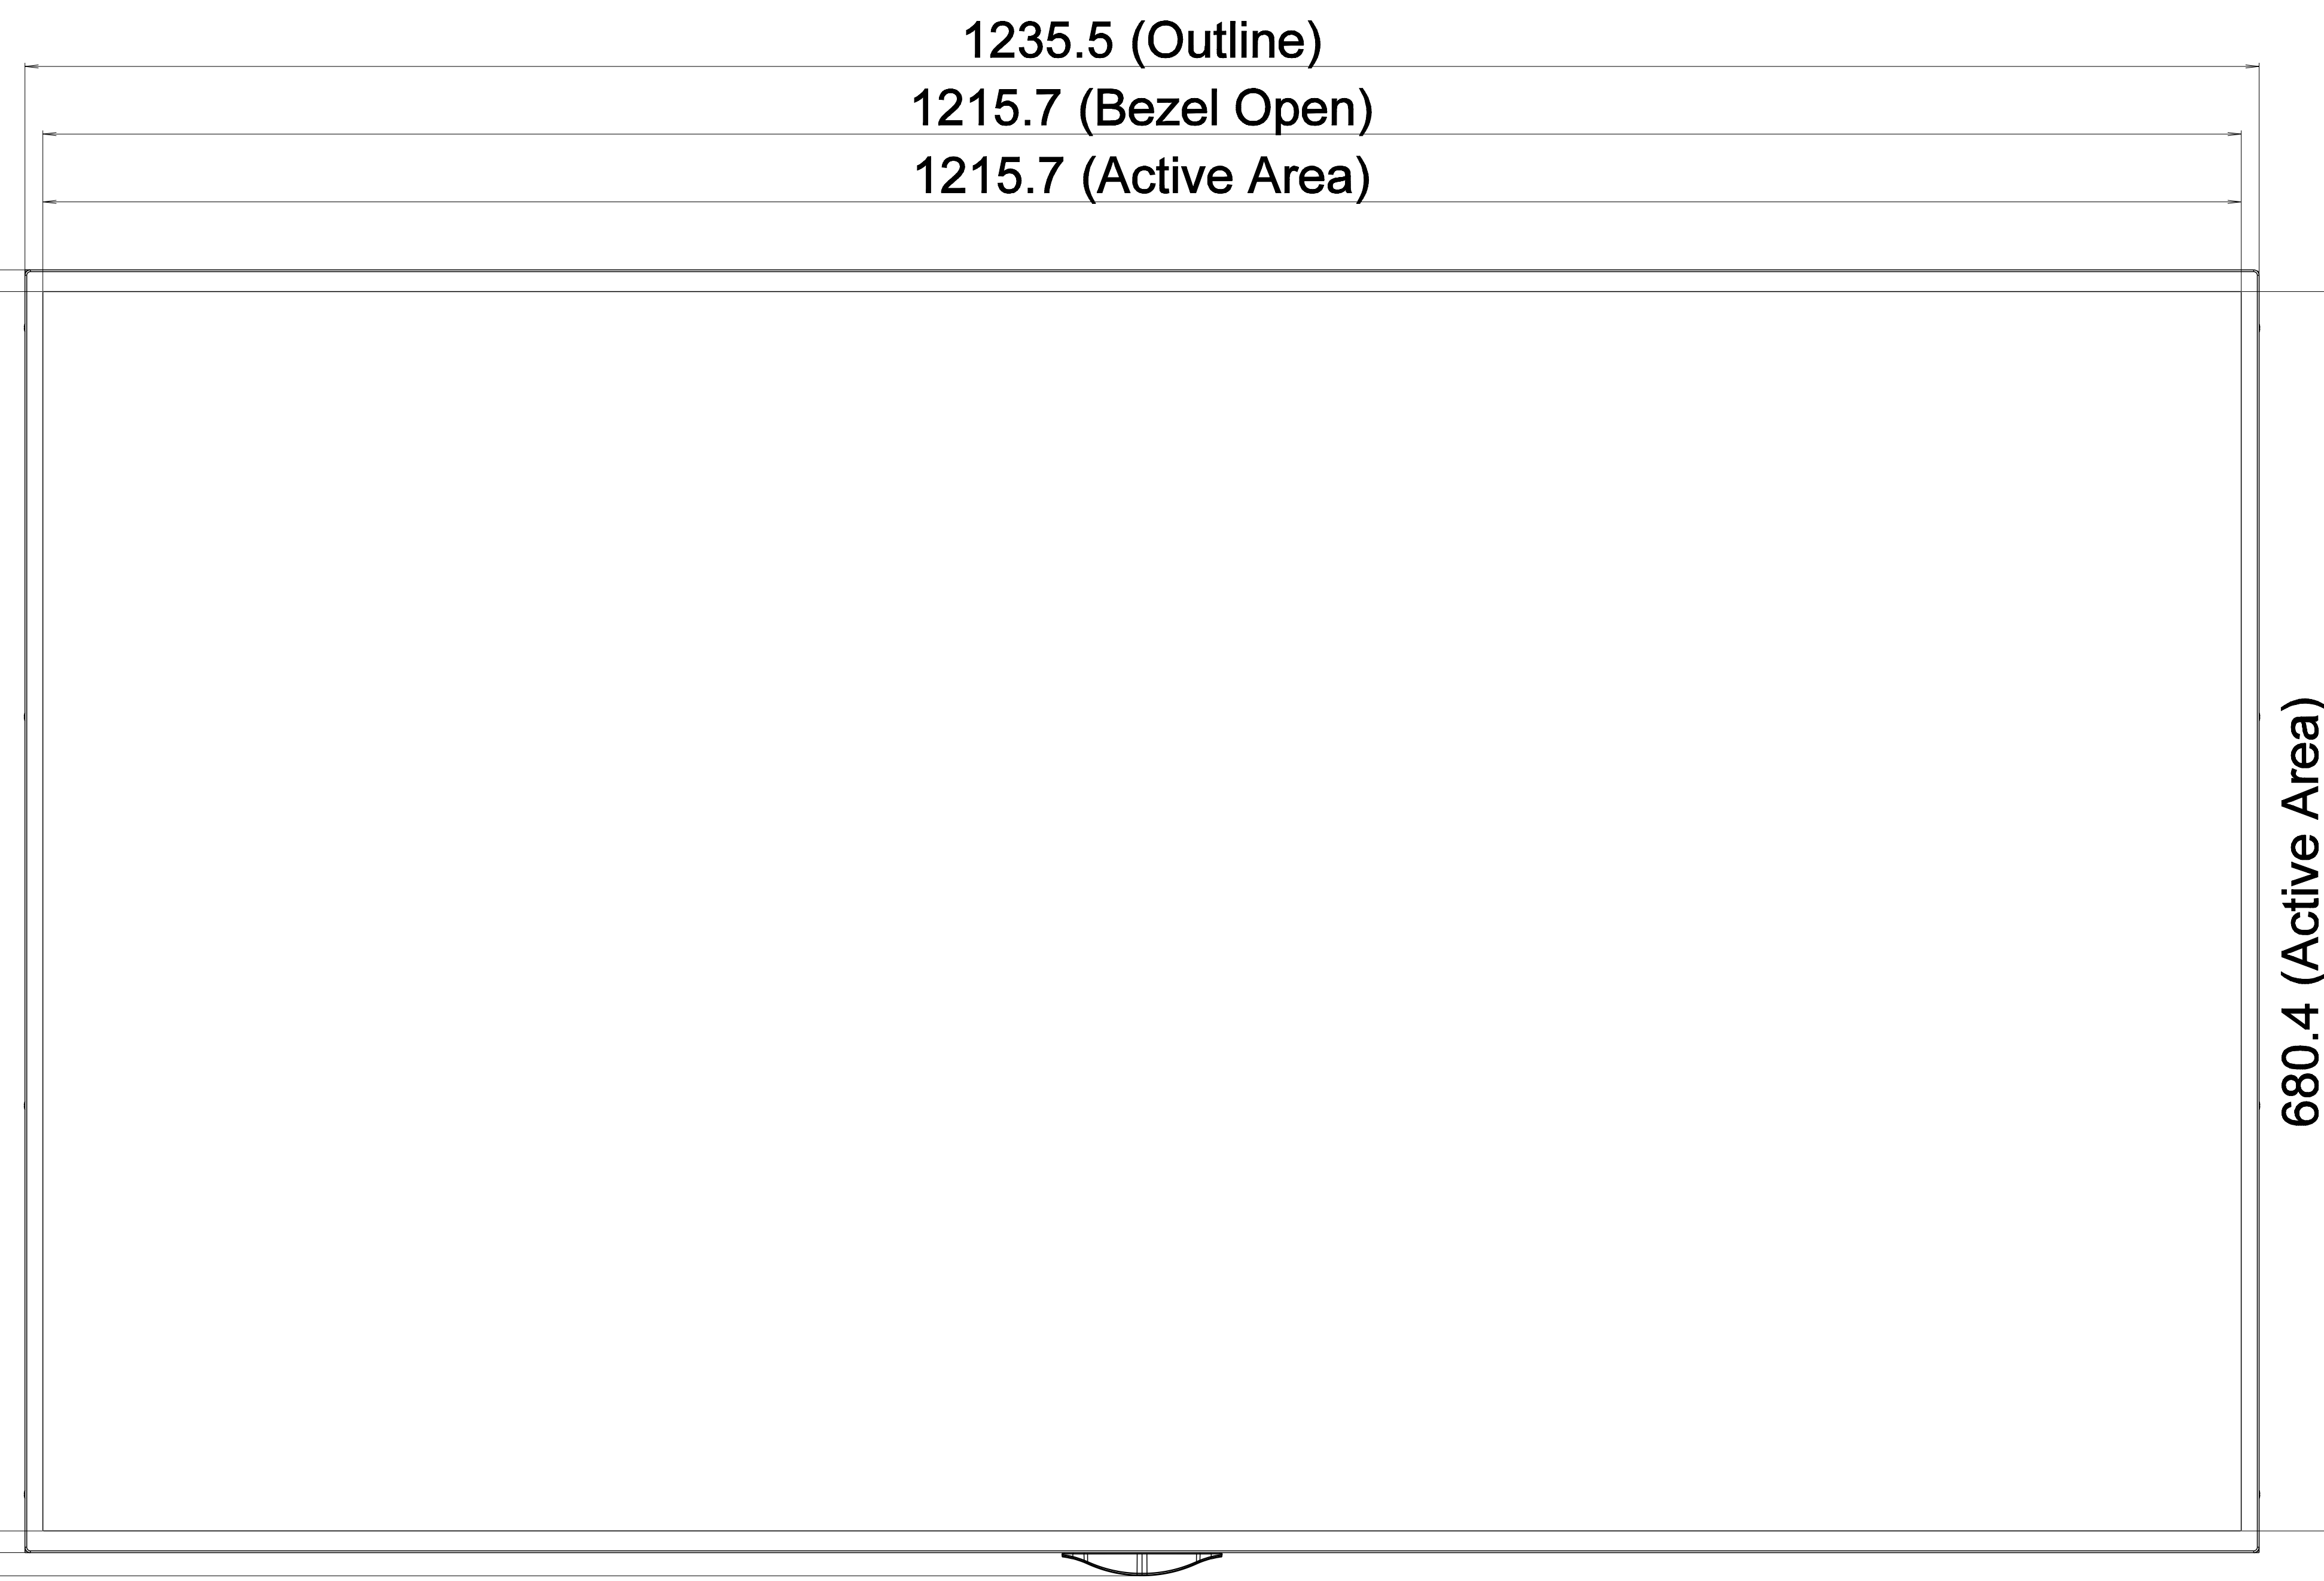 1235.5 (Outline)
1215.7 (Bezel Open)
1215.7 (Active Area)
680.4 (Active Area)